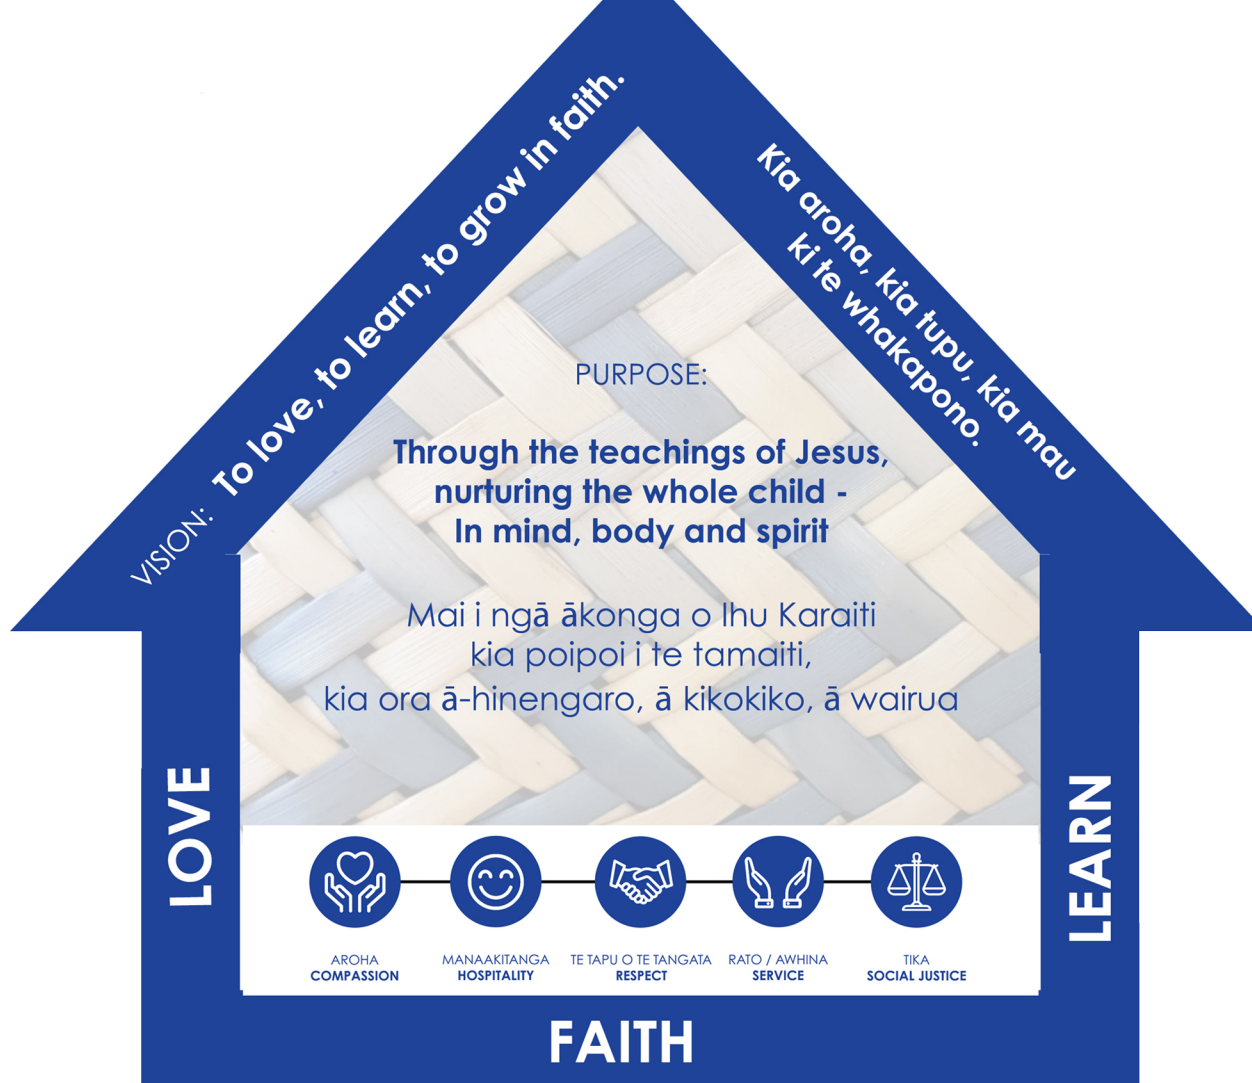 VISION: To love, to learn, to grow in faith.
Kia aroha, kia tupu, kia mau
ki te whakapono.
PURPOSE:
Through the teachings of Jesus,
nurturing the whole child -
In mind, body and spirit
Mai i ngā ākonga o Ihu Karaiti
kia poipoi i te tamaiti,
kia ora ā-hinengaro, ā kikokiko, ā wairua
LOVE
LEARN
AROHA
COMPASSION
MANAAKITANGA
HOSPITALITY
TE TAPU O TE TANGATA
RESPECT
RATO / AWHINA
SERVICE
TIKA
SOCIAL JUSTICE
FAITH